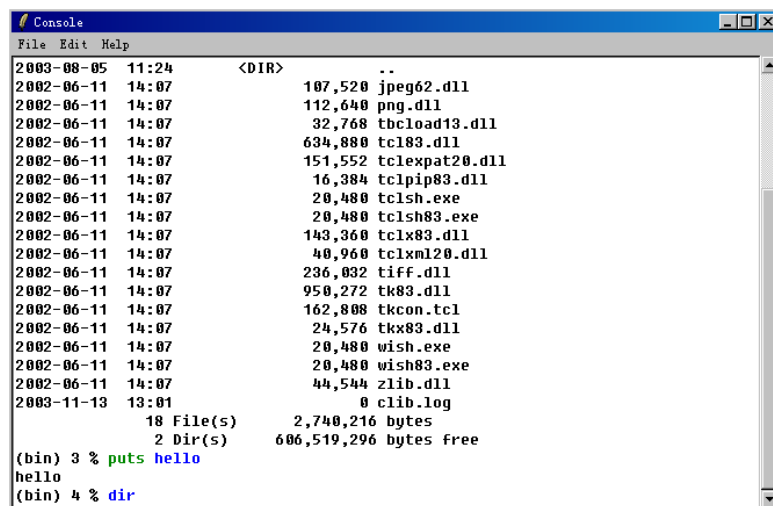 Console
File Edit Help
2003-08-05 11:24 <DIR> ..
2002-06-11 14:07 107,520 jpeg62.dll
2002-06-11 14:07 112,640 png.dll
2002-06-11 14:07 32,768 tbcload13.dll
2002-06-11 14:07 634,880 tcl83.dll
2002-06-11 14:07 151,552 tclexpat20.dll
2002-06-11 14:07 16,384 tclpip83.dll
2002-06-11 14:07 20,480 tclsh.exe
2002-06-11 14:07 20,480 tclsh83.exe
2002-06-11 14:07 143,360 tclx83.dll
2002-06-11 14:07 40,960 tclxml20.dll
2002-06-11 14:07 236,032 tiff.dll
2002-06-11 14:07 950,272 tk83.dll
2002-06-11 14:07 162,808 tkcon.tcl
2002-06-11 14:07 24,576 tkx83.dll
2002-06-11 14:07 20,480 wish.exe
2002-06-11 14:07 20,480 wish83.exe
2002-06-11 14:07 44,544 zlib.dll
2003-11-13 13:01 0 clib.log
18 File(s) 2,740,216 bytes
2 Dir(s) 606,519,296 bytes free
(bin) 3 % puts hello
hello
(bin) 4 % dir